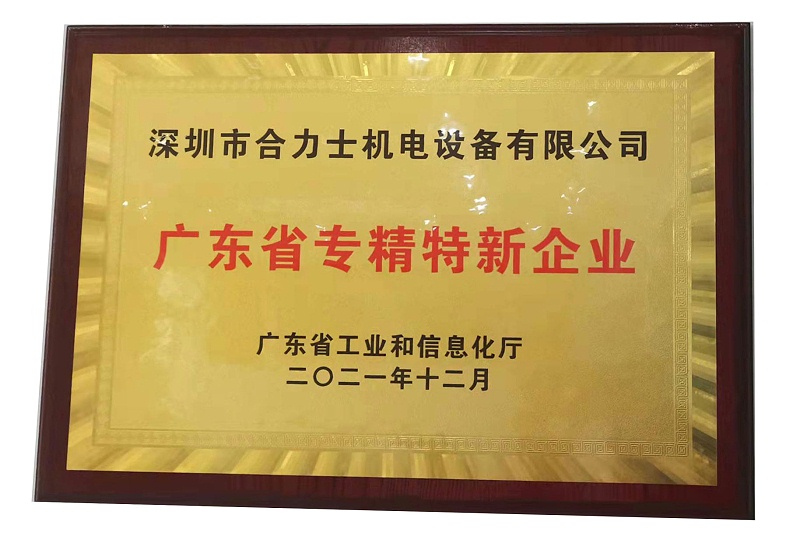 深圳市合力士机电设备有限公司
广东省专精特新企业
广东省工业和信息化厅
二〇二一年十二月